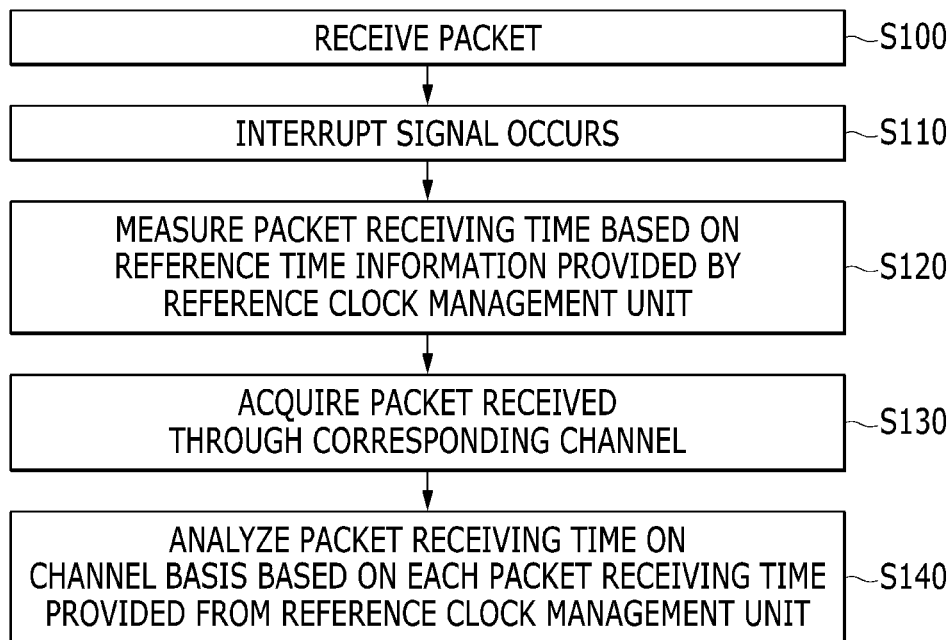 RECEIVE PACKET
S100
INTERRUPT SIGNAL OCCURS
S110
MEASURE PACKET RECEIVING TIME BASED ON
REFERENCE TIME INFORMATION PROVIDED BY
REFERENCE CLOCK MANAGEMENT UNIT
S120
ACQUIRE PACKET RECEIVED
THROUGH CORRESPONDING CHANNEL
S130
ANALYZE PACKET RECEIVING TIME ON
CHANNEL BASIS BASED ON EACH PACKET RECEIVING TIME
PROVIDED FROM REFERENCE CLOCK MANAGEMENT UNIT
S140